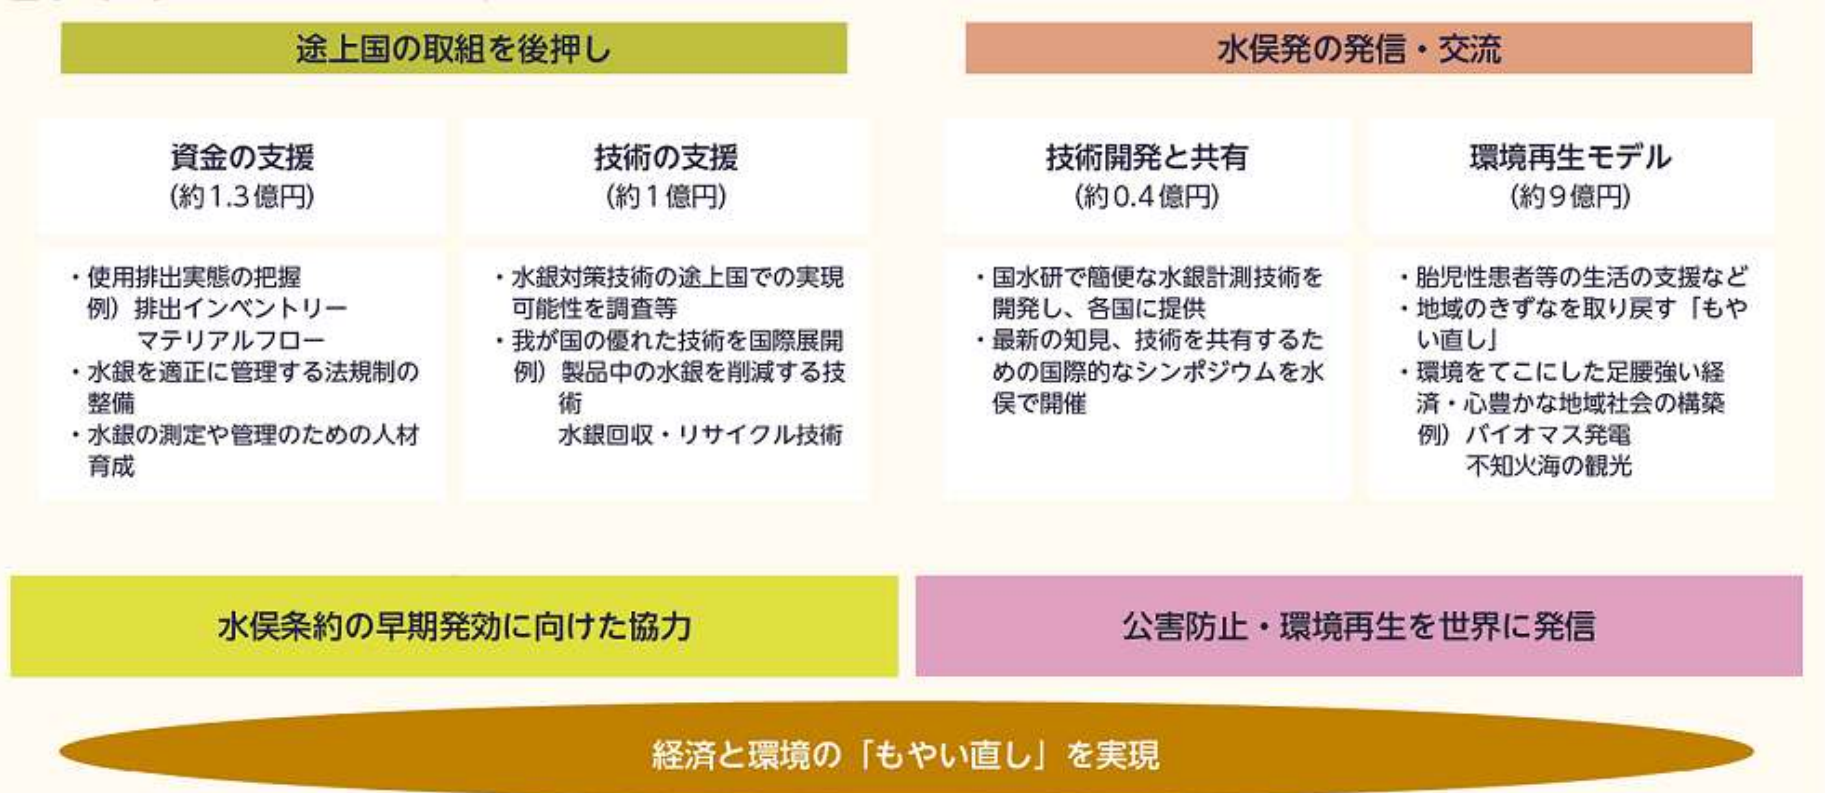 途上国の取組を後押し
資金の支援
(約1.3億円)
・使用排出実態の把握
例）排出インベントリー
マテリアルフロー
・水銀を適正に管理する法規制の
整備
・水銀の測定や管理のための人材
育成
技術の支援
(約1億円)
・水銀対策技術の途上国での実現
可能性を調査等
・我が国の優れた技術を国際展開
例）製品中の水銀を削減する技
術
水銀回収・リサイクル技術
水俣発の発信・交流
技術開発と共有
(約0.4億円)
・国水研で簡便な水銀計測技術を
開発し、各国に提供
・最新の知見、技術を共有するた
めの国際的なシンポジウムを水
俣で開催
環境再生モデル
(約9億円)
・胎児性患者等の生活の支援など
・地域のきずなを取り戻す「もや
い直し」
・環境をてこにした足腰強い経
済・心豊かな地域社会の構築
例）バイオマス発電
不知火海の観光
水俣条約の早期発効に向けた協力
公害防止・環境再生を世界に発信
経済と環境の「もやい直し」を実現